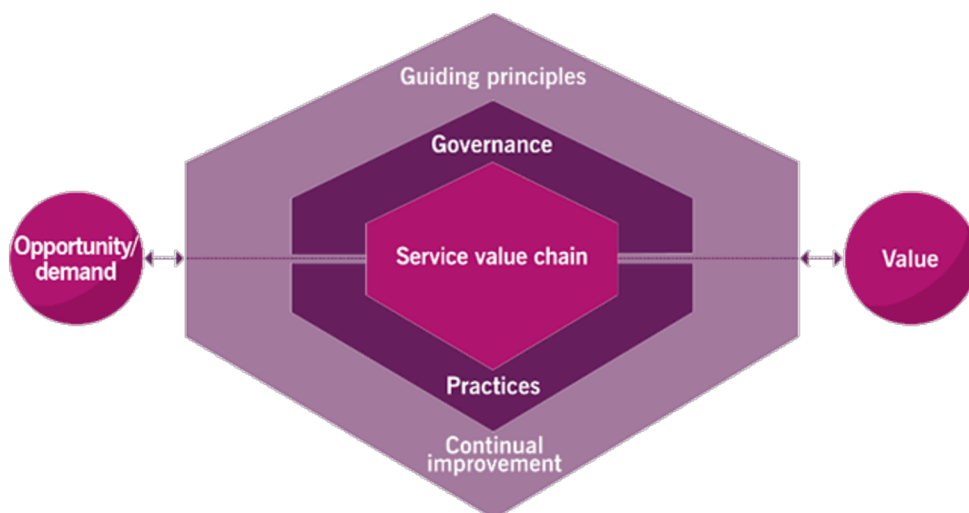 Guiding principles
Governance
Opportunity/
demand
Service value chain
Value
Practices
Continual
improvement